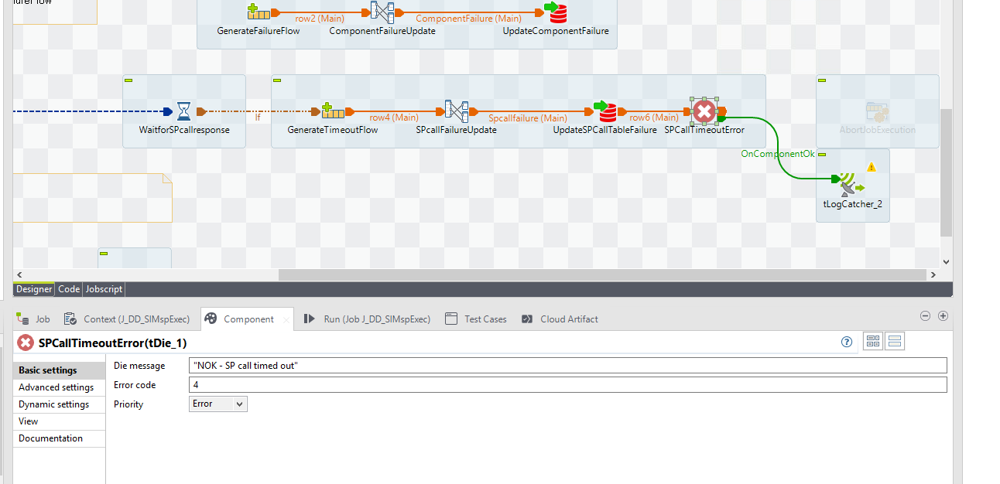 row2 (Main)
ComponentFailure (Main)
GenerateFailureFlow
ComponentFailureUpdate
UpdateComponentFailure
If
row4 (Main)
Spcallfailure (Main)
row6 (Main)
WaitforSPcallresponse
GenerateTimeoutFlow
SPcallFailureUpdate
UpdateSPCallTableFailure
SPCallTimeoutError
AbortJobExecution
OnComponentOk
tLogCatcher_2
Designer
Code
Jobscript
Job
Context (J_DD_SIMspExec)
Component
Run (Job J_DD_SIMspExec)
Test Cases
Cloud Artifact
SPCallTimeoutError(tDie_1)
Basic settings
Advanced settings
Dynamic settings
View
Documentation
Die message
"NOK - SP call timed out"
Error code
4
Priority
Error